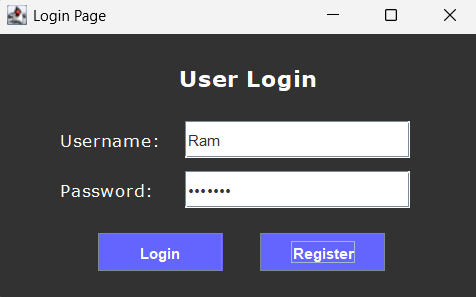 Login Page
User Login
Username: Ram
Password: •••••••
Login Register